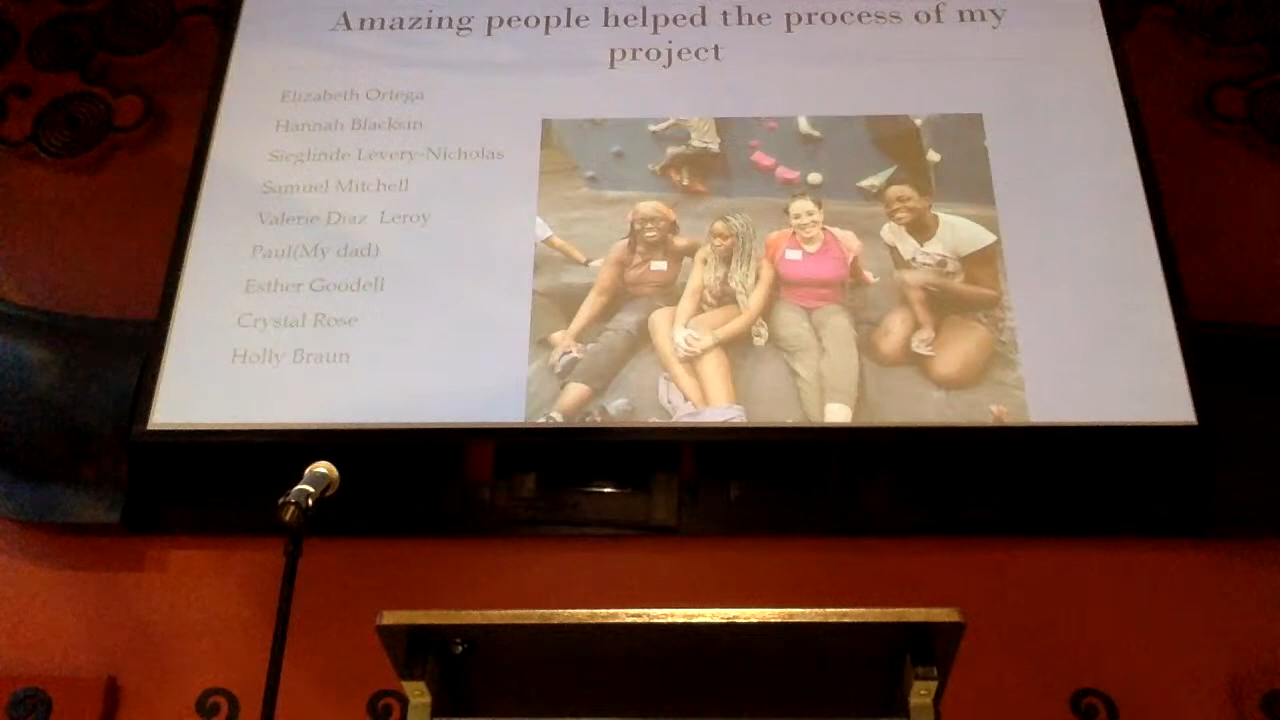 Amazing people helped the process of my
project
Elizabeth Ortega
Hannah Blacksin
Sieglinde Levery-Nicholas
Samuel Mitchell
Valerie Diaz Leroy
Paul(My dad)
Esther Goodell
Crystal Rose
Holly Braun